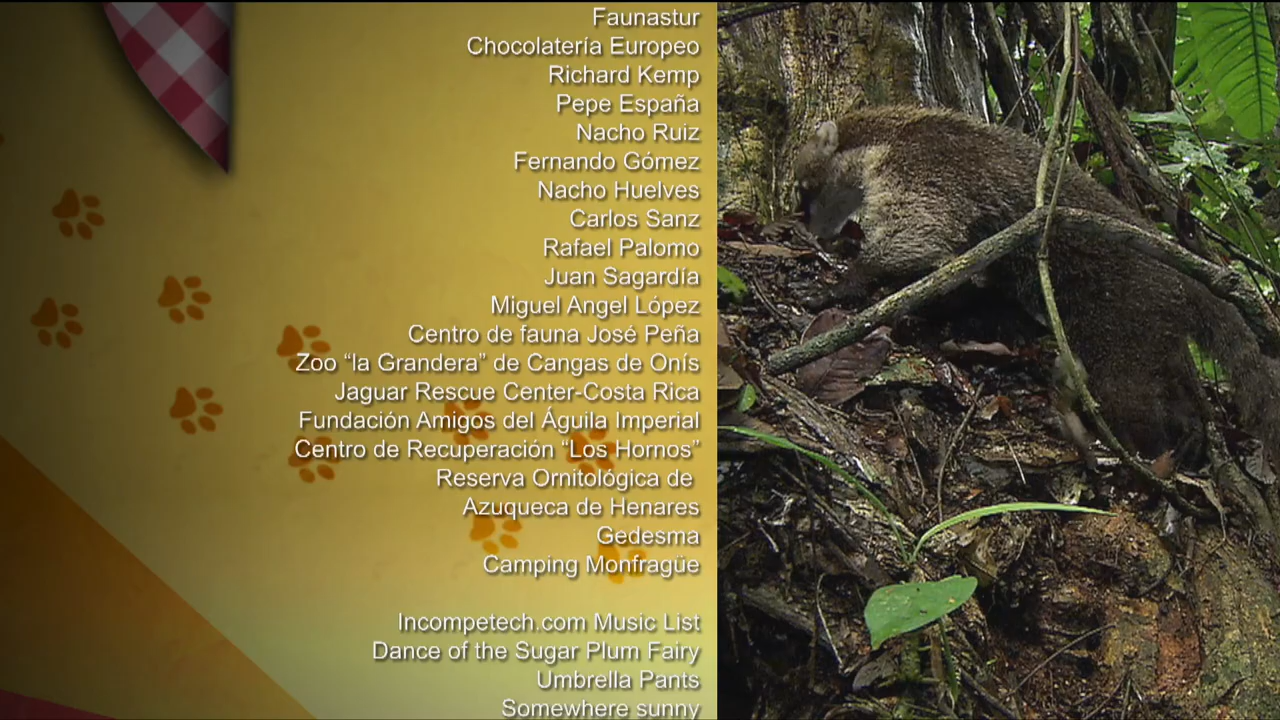 Faunastur
Chocolatería Europeo
Richard Kemp
Pepe España
Nacho Ruiz
Fernando Gómez
Nacho Huelves
Carlos Sanz
Rafael Palomo
Juan Sagardía
Miguel Angel López
Centro de fauna José Peña
Zoo “la Grandera” de Cangas de Onís
Jaguar Rescue Center-Costa Rica
Fundación Amigos del Águila Imperial
Centro de Recuperación “Los Hornos”
Reserva Ornitológica de
Azuqueca de Henares
Gedesma
Camping Monfragüe
Incompetech.com Music List
Dance of the Sugar Plum Fairy
Umbrella Pants
Somewhere sunny